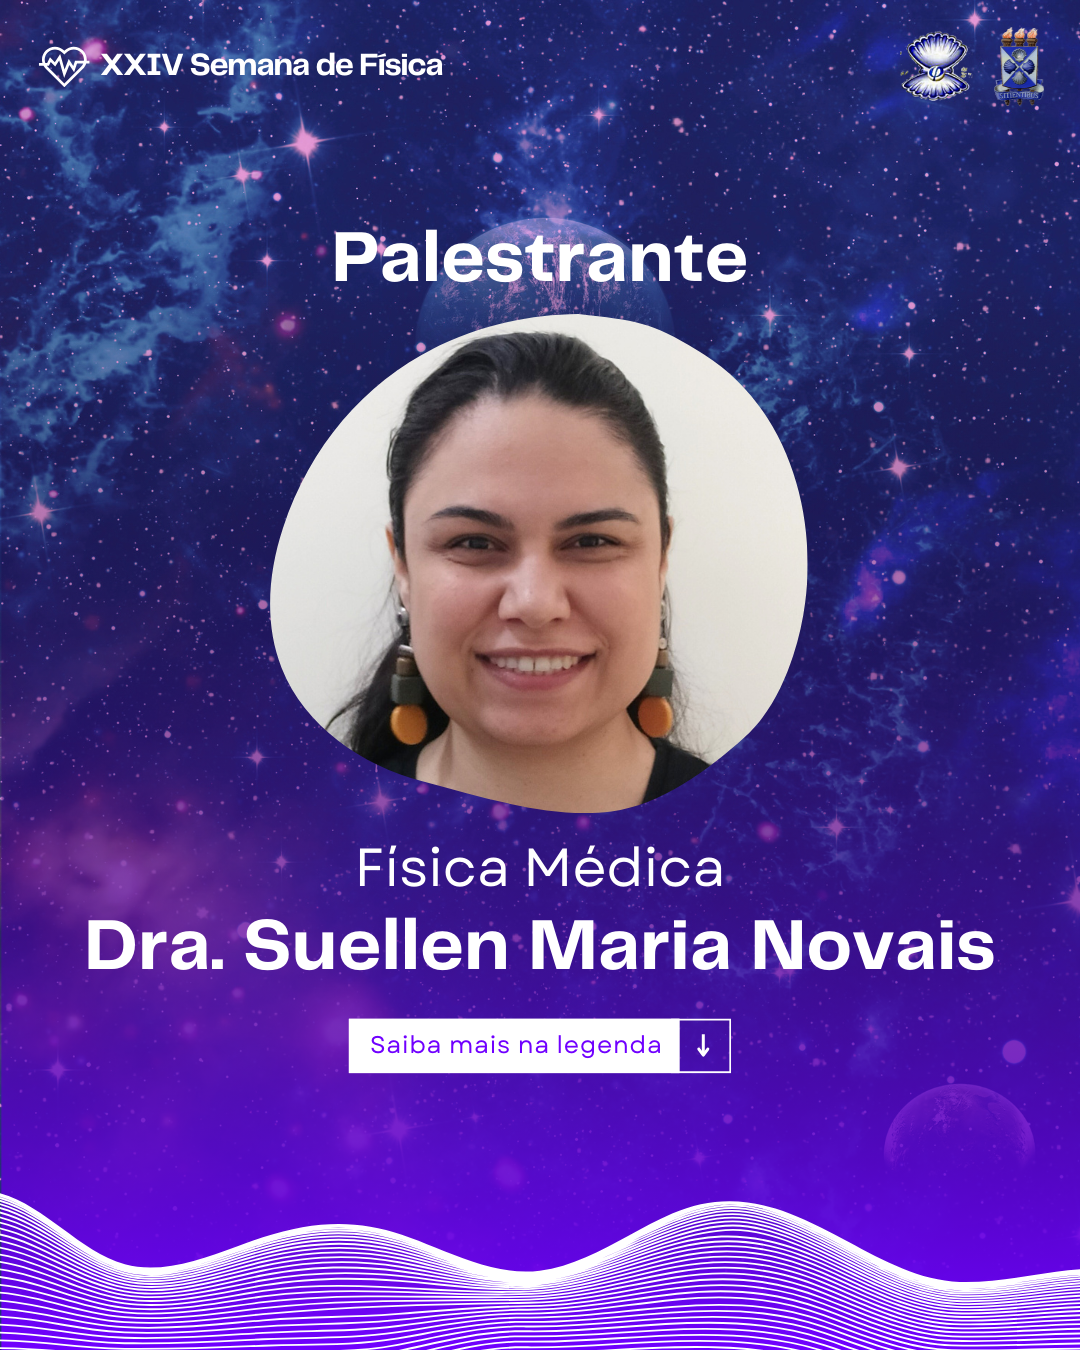 XXIV Semana de Física
Palestrante
Física Médica
Dra. Suellen Maria Novais
Saiba mais na legenda